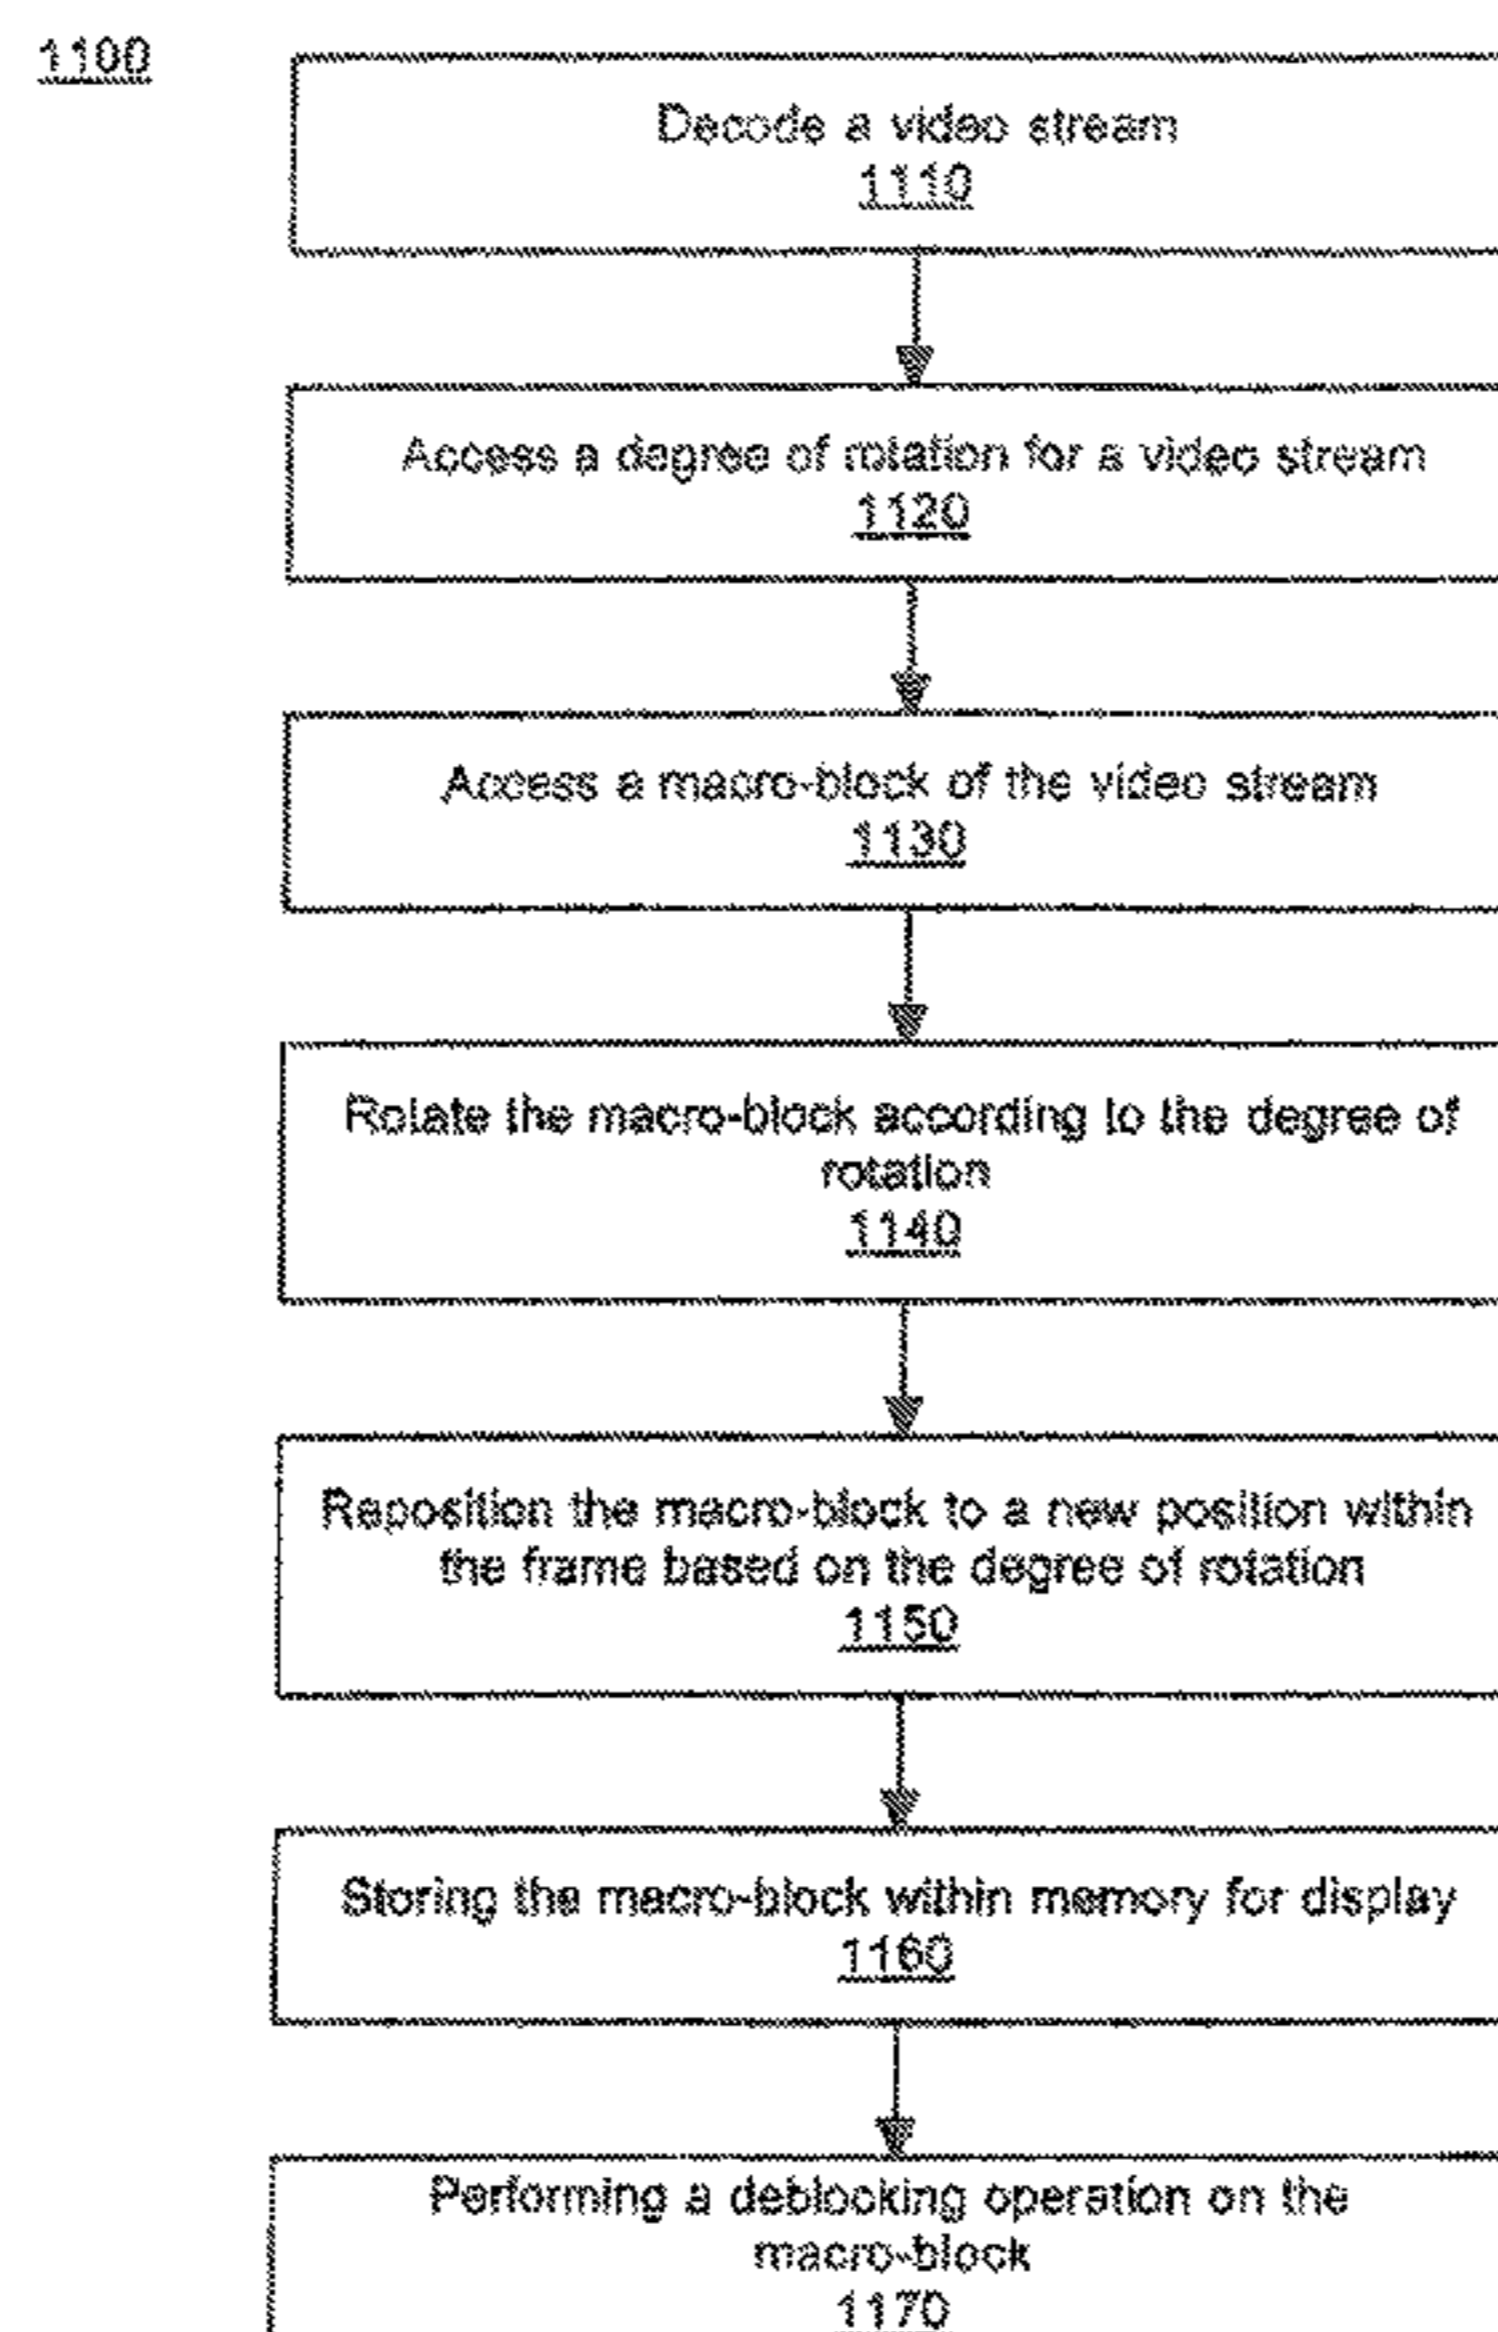 1100
Decode a video stream
1110
Access a degree of rotation for a video stream
1120
Access a macro-block of the video stream
1130
Rotate the macro-block according to the degree of
rotation
1140
Reposition the macro-block to a new position within
the frame based on the degree of rotation
1150
Storing the macro-block within memory for display
1160
Performing a deblocking operation on the
macro-block
1170